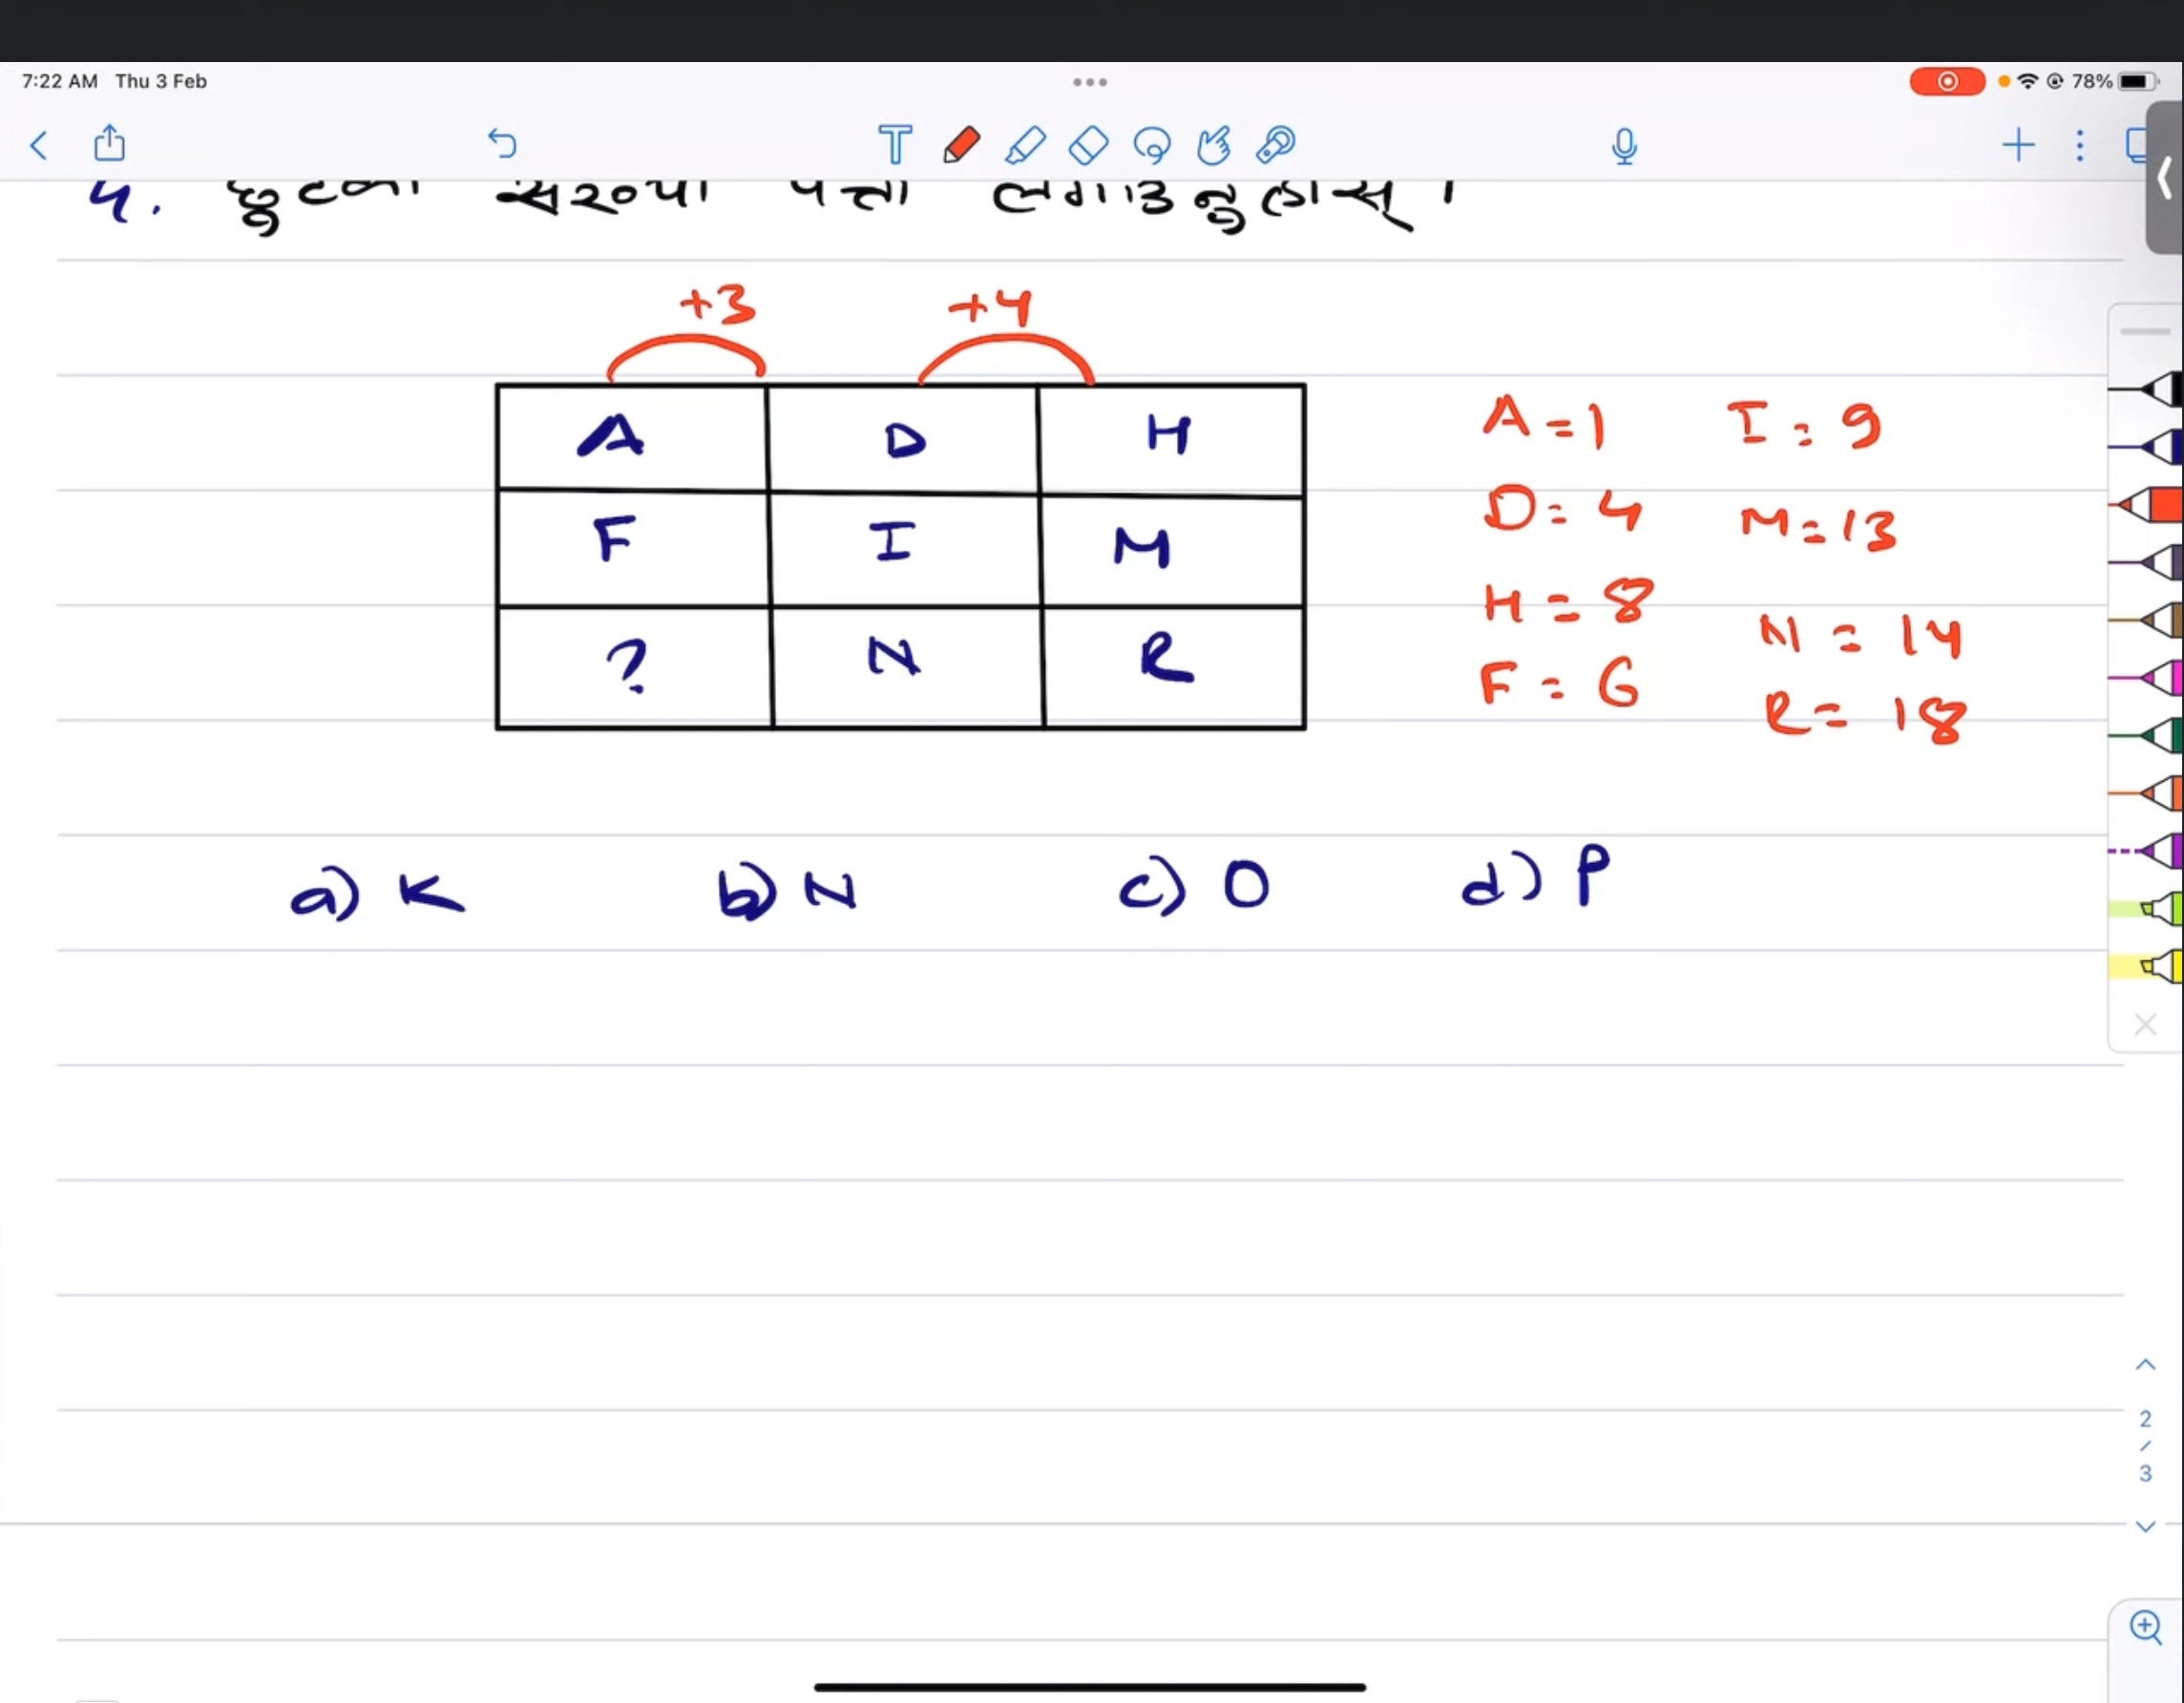 7:22 AM Thu 3 Feb
78%
५. छुटेको संख्या पत्ता लगाउनुहोस् ।
+3 +4
A D H
F I M
? N R
A=1 I=9
D=4 M=13
H=8 N=14
F=6 R=18
a) K b) N c) O d) P
2
/
3